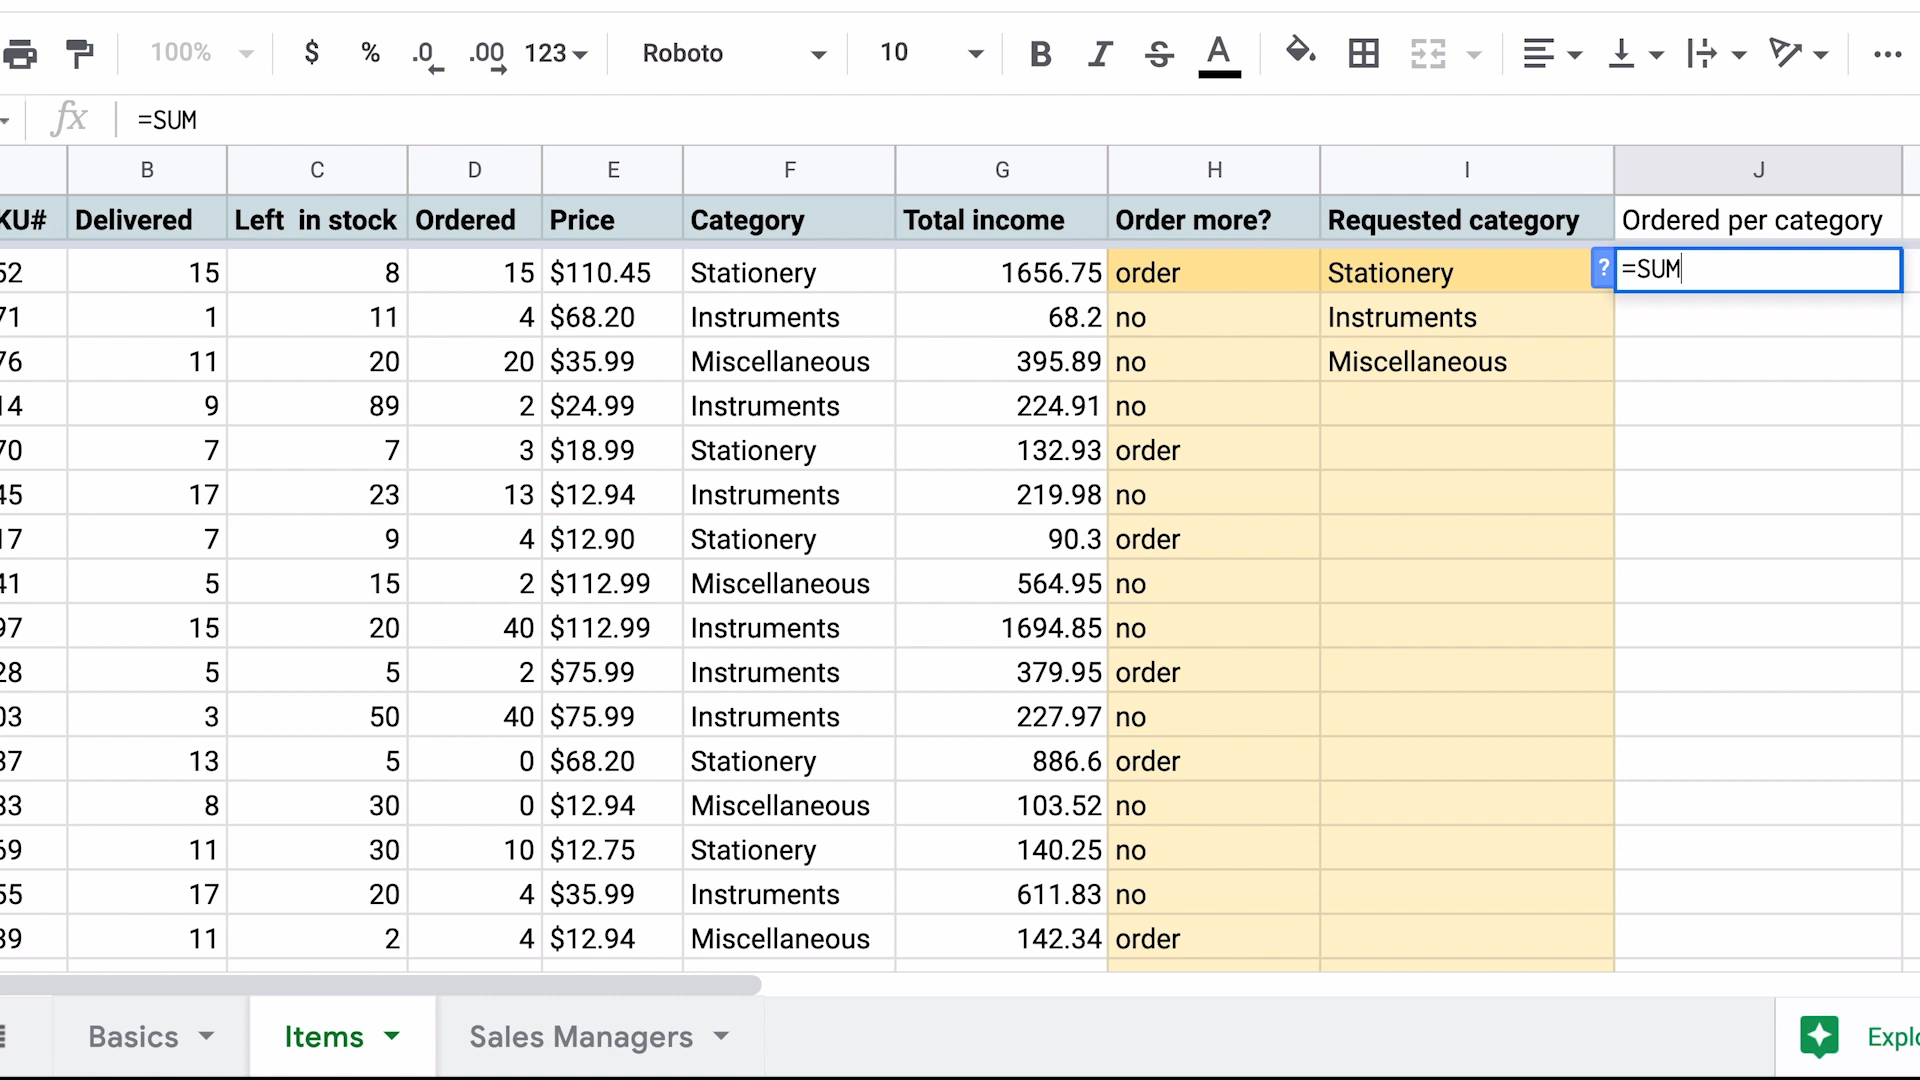 100% $ % .0 .00 123 Roboto 10 B I S A
fx =SUM
B C D E F G H I J
KU# Delivered Left in stock Ordered Price Category Total income Order more? Requested category Ordered per category
52 15 8 15 $110.45 Stationery 1656.75 order Stationery ? =SUM
71 1 11 4 $68.20 Instruments 68.2 no Instruments
76 11 20 20 $35.99 Miscellaneous 395.89 no Miscellaneous
14 9 89 2 $24.99 Instruments 224.91 no
70 7 7 3 $18.99 Stationery 132.93 order
45 17 23 13 $12.94 Instruments 219.98 no
17 7 9 4 $12.90 Stationery 90.3 order
41 5 15 2 $112.99 Miscellaneous 564.95 no
97 15 20 40 $112.99 Instruments 1694.85 no
28 5 5 2 $75.99 Instruments 379.95 order
03 3 50 40 $75.99 Instruments 227.97 no
37 13 5 0 $68.20 Stationery 886.6 order
33 8 30 0 $12.94 Miscellaneous 103.52 no
69 11 30 10 $12.75 Stationery 140.25 no
55 17 20 4 $35.99 Instruments 611.83 no
39 11 2 4 $12.94 Miscellaneous 142.34 order
Basics Items Sales Managers Explo